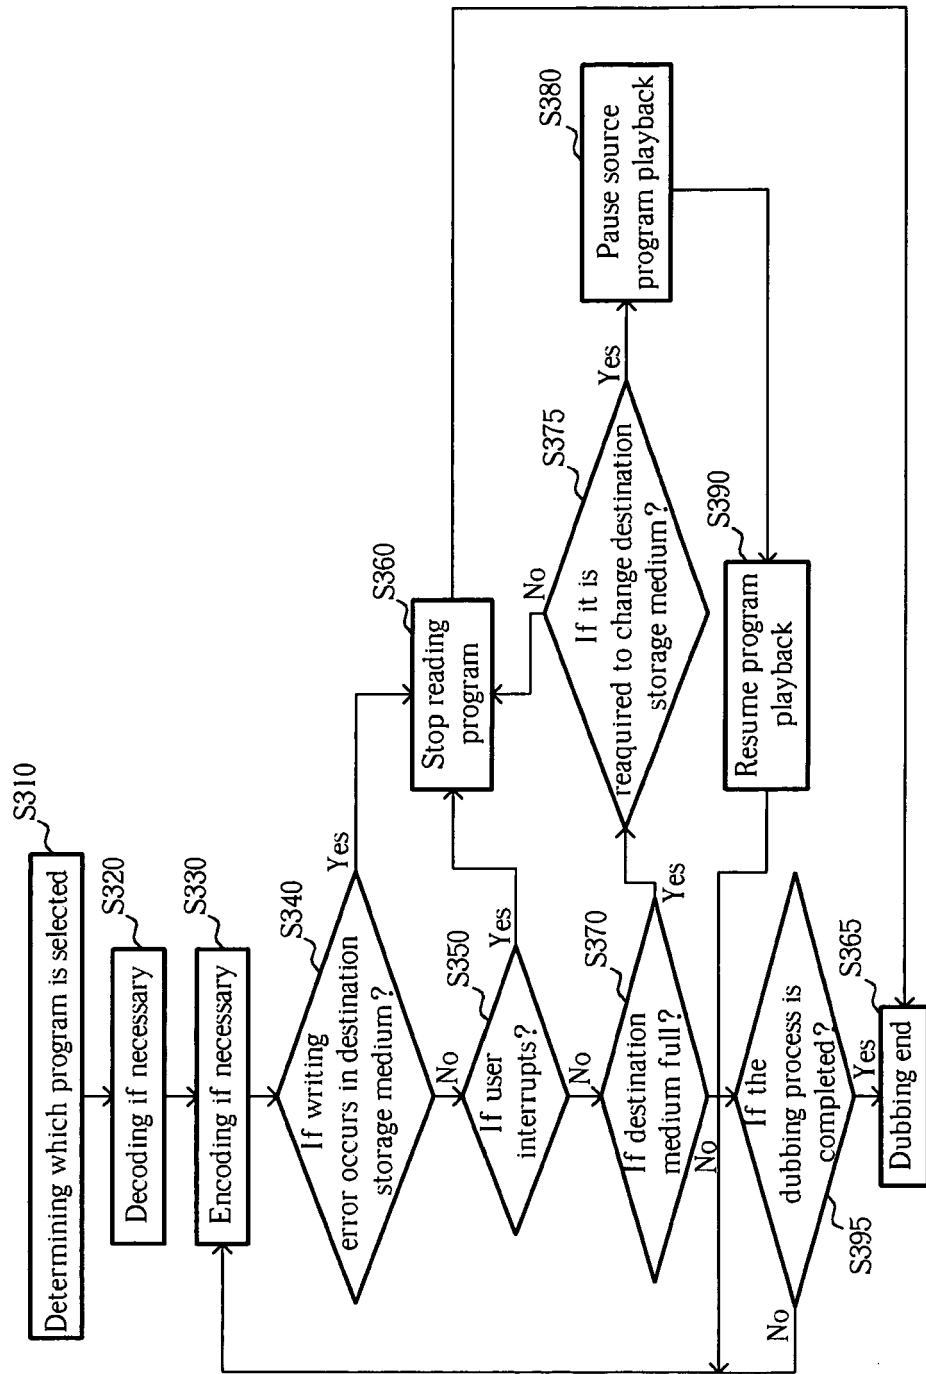 S310
Determining which program is selected
S320
Decoding if necessary
S330
Encoding if necessary
S340
If writing
error occurs in destination
storage medium?
Yes
No
S350
If user
interrupts?
Yes
No
S360
Stop reading
program
S370
If destination
medium full?
Yes
No
S375
If it is
reaquired to change destination
storage medium?
No
Yes
S380
Pause source
program playback
S390
Resume program
playback
If the
dubbing process is
completed?
S395
No
Yes
S365
Dubbing end